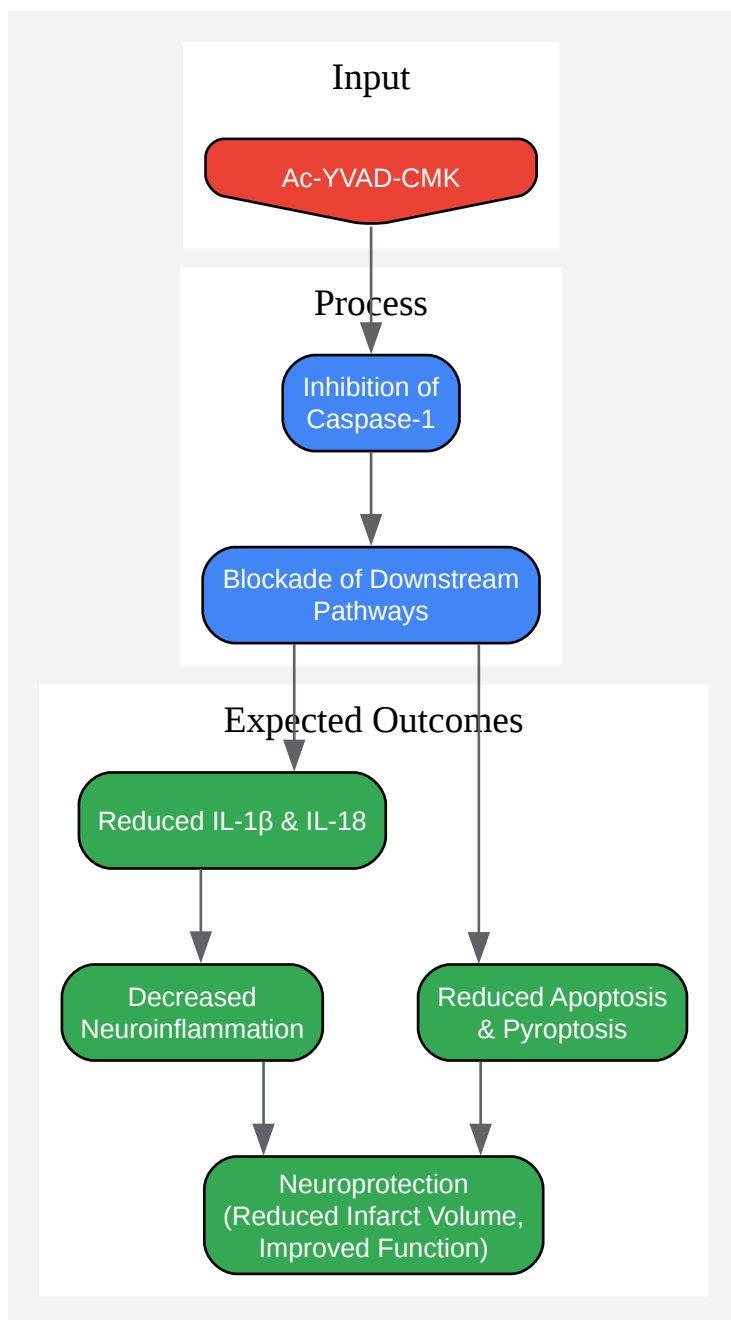 Input
Ac-YVAD-CMK
Process
Inhibition of
Caspase-1
Blockade of Downstream
Pathways
Expected Outcomes
Reduced IL-1β & IL-18
Decreased
Neuroinflammation
Reduced Apoptosis
& Pyroptosis
Neuroprotection
(Reduced Infarct Volume,
Improved Function)